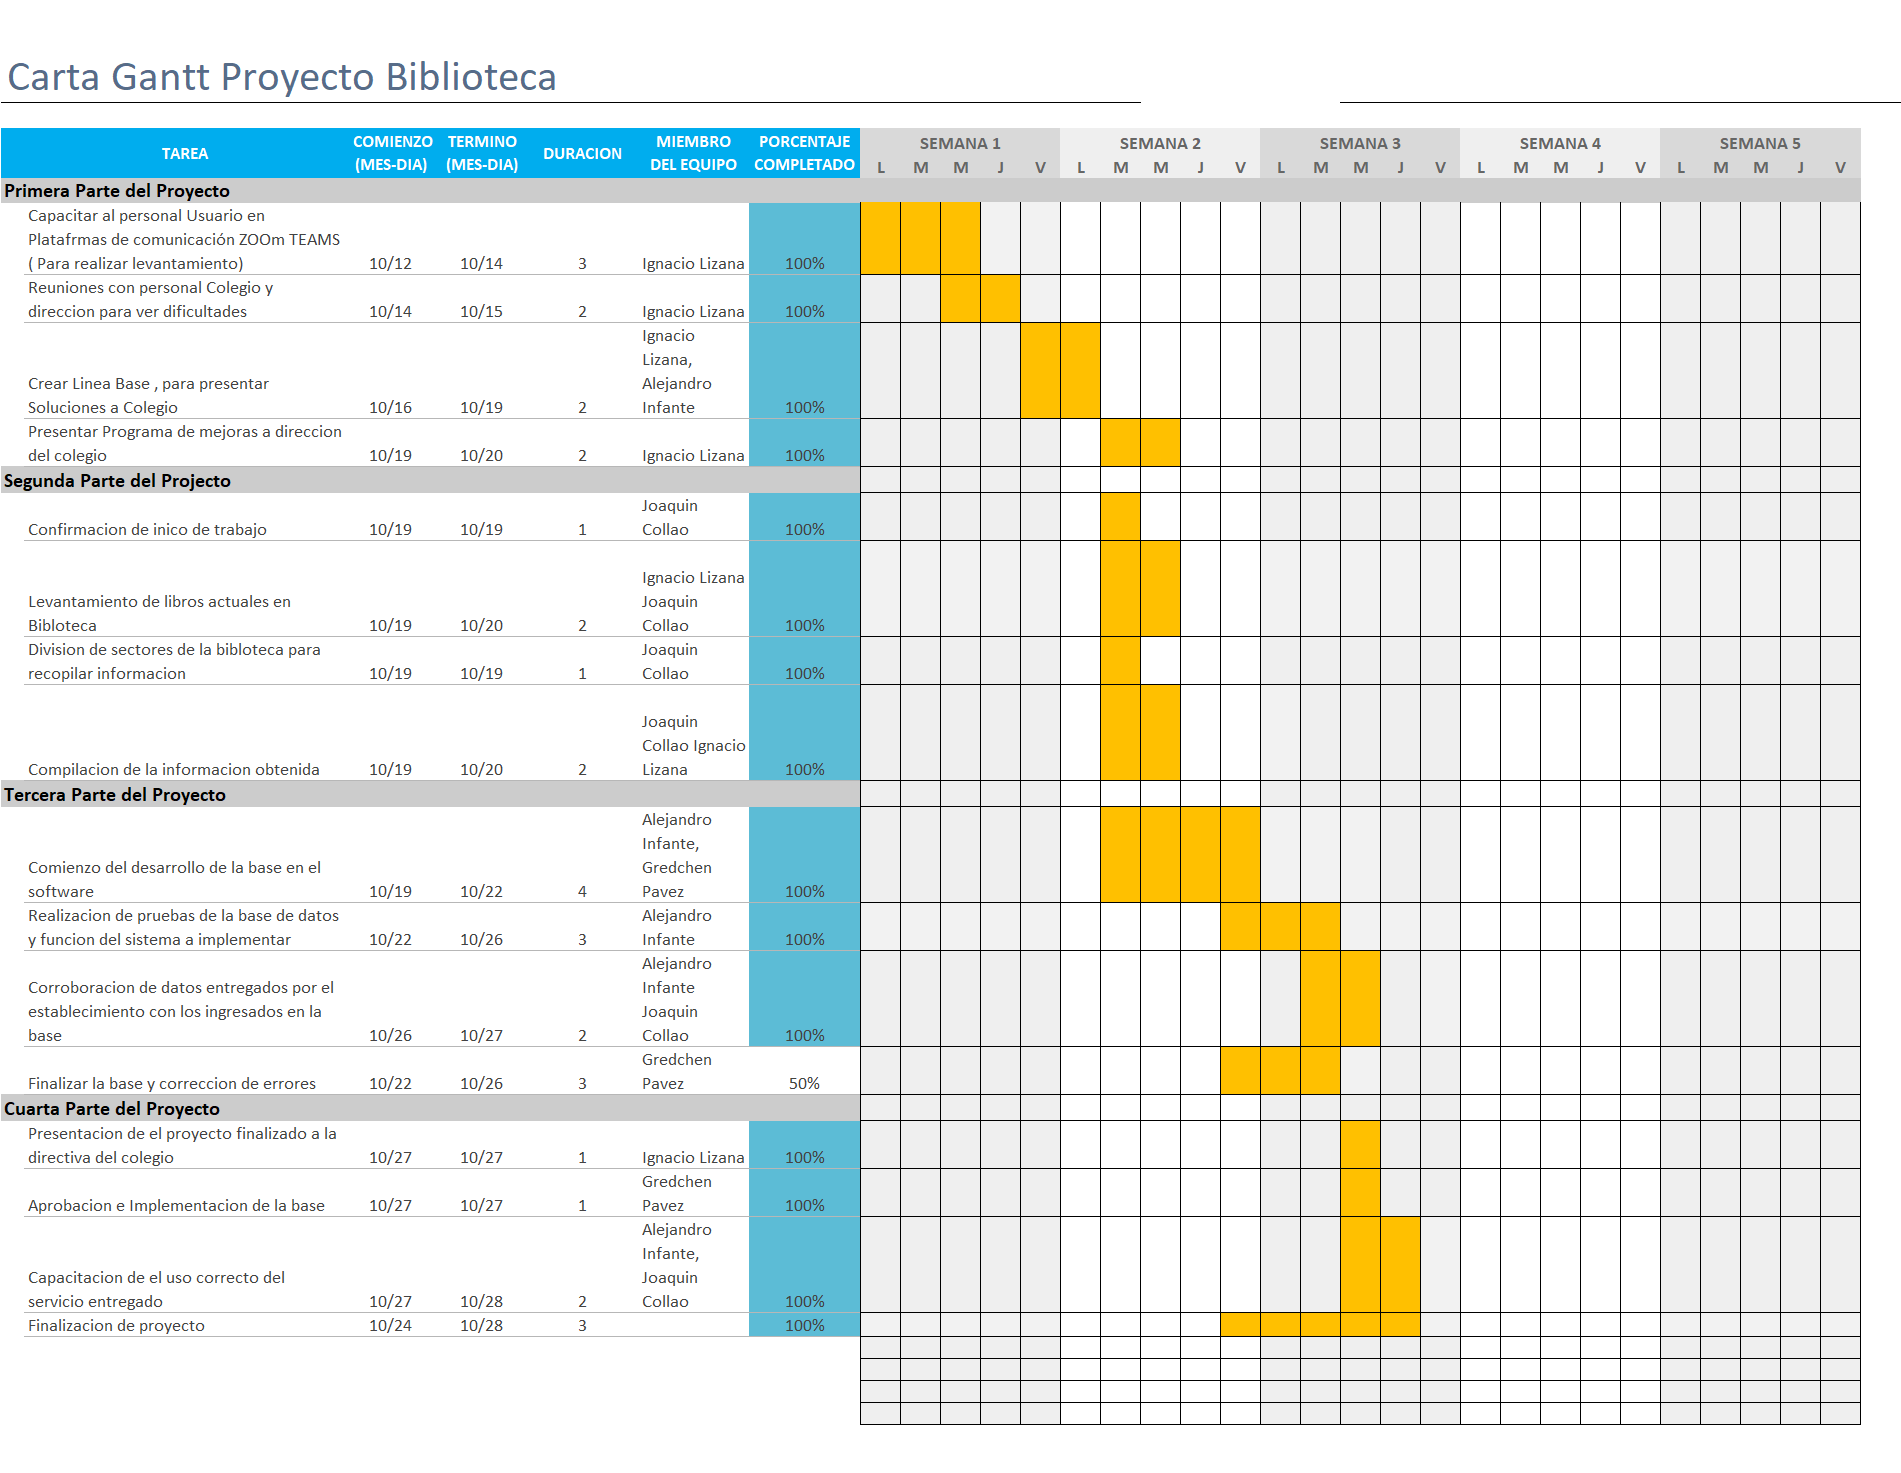 Carta Gantt Proyecto Biblioteca
TAREA COMIENZO (MES-DIA) TERMINO (MES-DIA) DURACION MIEMBRO DEL EQUIPO PORCENTAJE COMPLETADO SEMANA 1 SEMANA 2 SEMANA 3 SEMANA 4 SEMANA 5
L M M J V L M M J V L M M J V L M M J V L M M J V
Primera Parte del Proyecto
Capacitar al personal Usuario en
Platafrmas de comunicación ZOOm TEAMS
( Para realizar levantamiento) 10/12 10/14 3 Ignacio Lizana 100%
Reuniones con personal Colegio y
direccion para ver dificultades 10/14 10/15 2 Ignacio Lizana 100%
Ignacio
Lizana,
Crear Linea Base , para presentar Alejandro
Soluciones a Colegio 10/16 10/19 2 Infante 100%
Presentar Programa de mejoras a direccion
del colegio 10/19 10/20 2 Ignacio Lizana 100%
Segunda Parte del Projecto
Joaquin
Confirmacion de inico de trabajo 10/19 10/19 1 Collao 100%
Ignacio Lizana
Levantamiento de libros actuales en Joaquin
Bibloteca 10/19 10/20 2 Collao 100%
Division de sectores de la bibloteca para Joaquin
recopilar informacion 10/19 10/19 1 Collao 100%
Joaquin
Collao Ignacio
Compilacion de la informacion obtenida 10/19 10/20 2 Lizana 100%
Tercera Parte del Proyecto
Alejandro
Infante,
Comienzo del desarrollo de la base en el Gredchen
software 10/19 10/22 4 Pavez 100%
Realizacion de pruebas de la base de datos Alejandro
y funcion del sistema a implementar 10/22 10/26 3 Infante 100%
Alejandro
Corroboracion de datos entregados por el Infante
establecimiento con los ingresados en la Joaquin
base 10/26 10/27 2 Collao 100%
Gredchen
Finalizar la base y correccion de errores 10/22 10/26 3 Pavez 50%
Cuarta Parte del Proyecto
Presentacion de el proyecto finalizado a la
directiva del colegio 10/27 10/27 1 Ignacio Lizana 100%
Gredchen
Aprobacion e Implementacion de la base 10/27 10/27 1 Pavez 100%
Alejandro
Infante,
Capacitacion de el uso correcto del Joaquin
servicio entregado 10/27 10/28 2 Collao 100%
Finalizacion de proyecto 10/24 10/28 3 100%